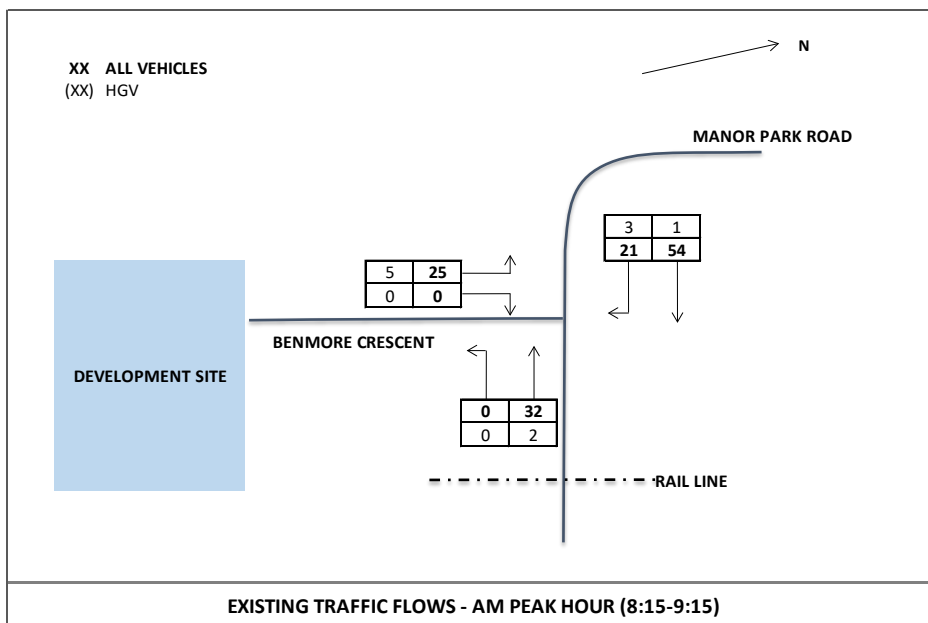 N
XX ALL VEHICLES
(XX) HGV
MANOR PARK ROAD
3 1
21 54
5 25
0 0
BENMORE CRESCENT
DEVELOPMENT SITE
0 32
0 2
RAIL LINE
EXISTING TRAFFIC FLOWS - AM PEAK HOUR (8:15-9:15)